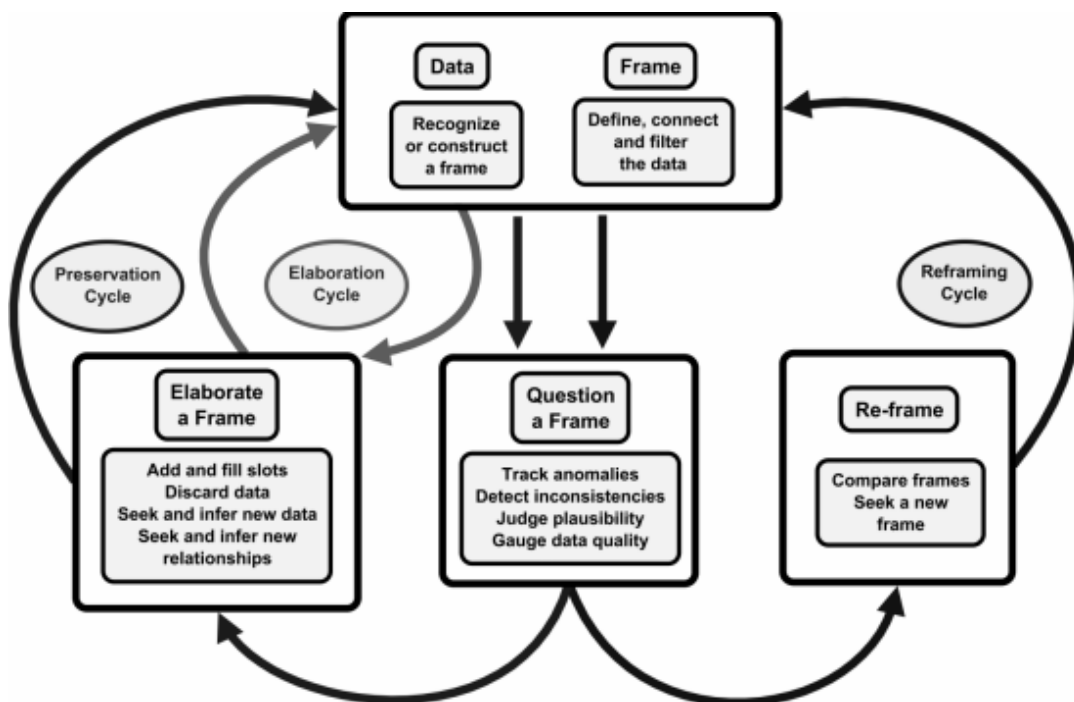 Data
Frame
Recognize
or construct
a frame
Define, connect
and filter
the data
Preservation
Cycle
Elaboration
Cycle
Reframing
Cycle
Elaborate
a Frame
Add and fill slots
Discard data
Seek and infer new data
Seek and infer new
relationships
Question
a Frame
Track anomalies
Detect inconsistencies
Judge plausibility
Gauge data quality
Re-frame
Compare frames
Seek a new
frame